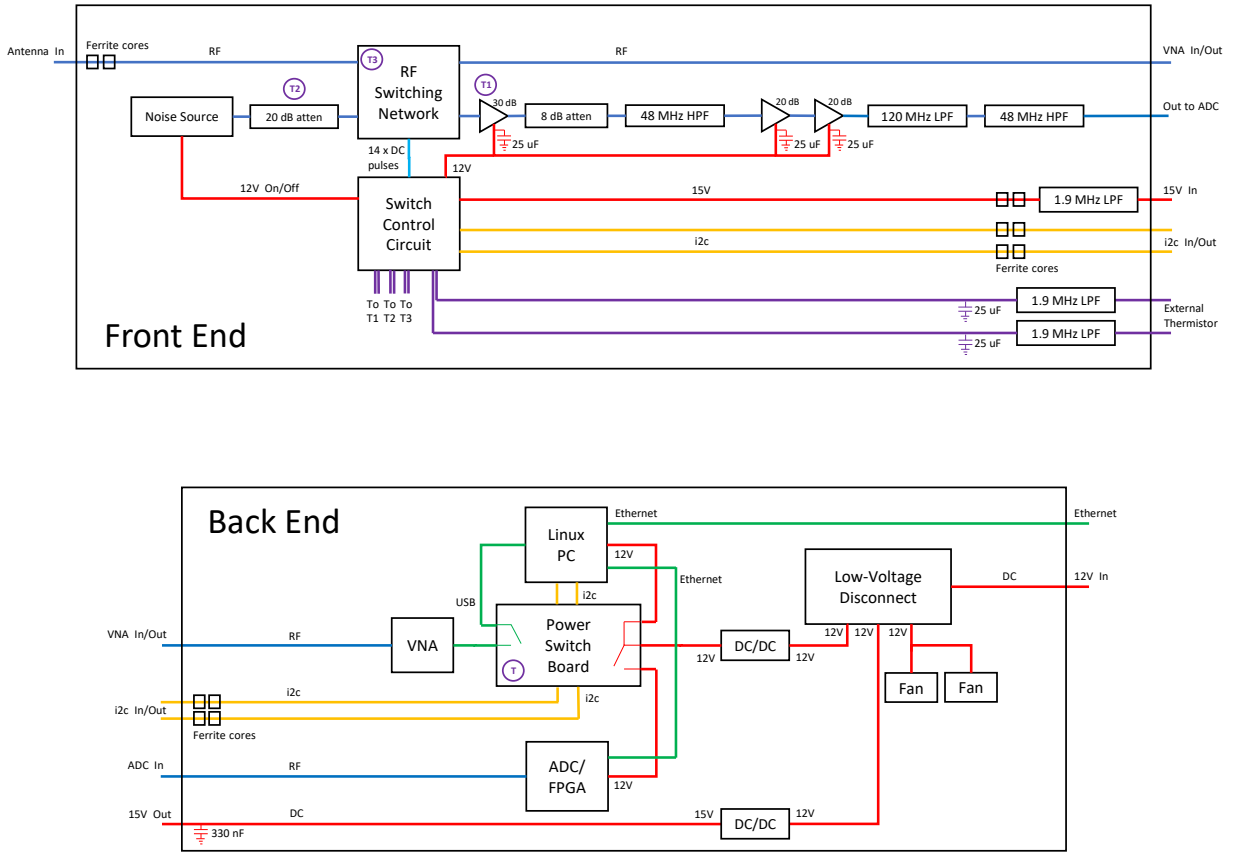 Ferrite cores
Antenna In
RF
RF
VNA In/Out
T3
RF
Switching
Network
T2
T1
Noise Source
20 dB atten
30 dB
8 dB atten
48 MHz HPF
20 dB
20 dB
120 MHz LPF
48 MHz HPF
Out to ADC
25 uF
25 uF
25 uF
14 x DC
pulses
12V
12V On/Off
Switch
Control
Circuit
15V
1.9 MHz LPF
15V In
i2c
i2c In/Out
Ferrite cores
To
T1
To
T2
To
T3
25 uF
1.9 MHz LPF
External
Thermistor
25 uF
1.9 MHz LPF
Front End
Back End
Ethernet
Ethernet
Linux
PC
12V
Ethernet
Low-Voltage
Disconnect
DC
12V In
USB
i2c
VNA In/Out
RF
VNA
Power
Switch
Board
T
12V
DC/DC
12V
12V
12V
12V
Fan
Fan
i2c
i2c
i2c In/Out
Ferrite cores
ADC In
RF
ADC/
FPGA
12V
15V Out
DC
330 nF
15V
DC/DC
12V